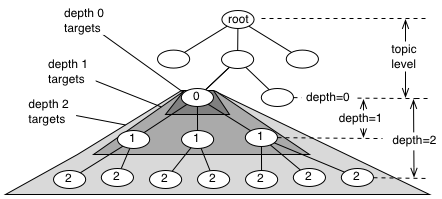 depth 0
targets
root
depth 1
targets
topic
level
depth 2
targets
0
depth=0
depth=1
1
1
1
depth=2
2
2
2
2
2
2
2